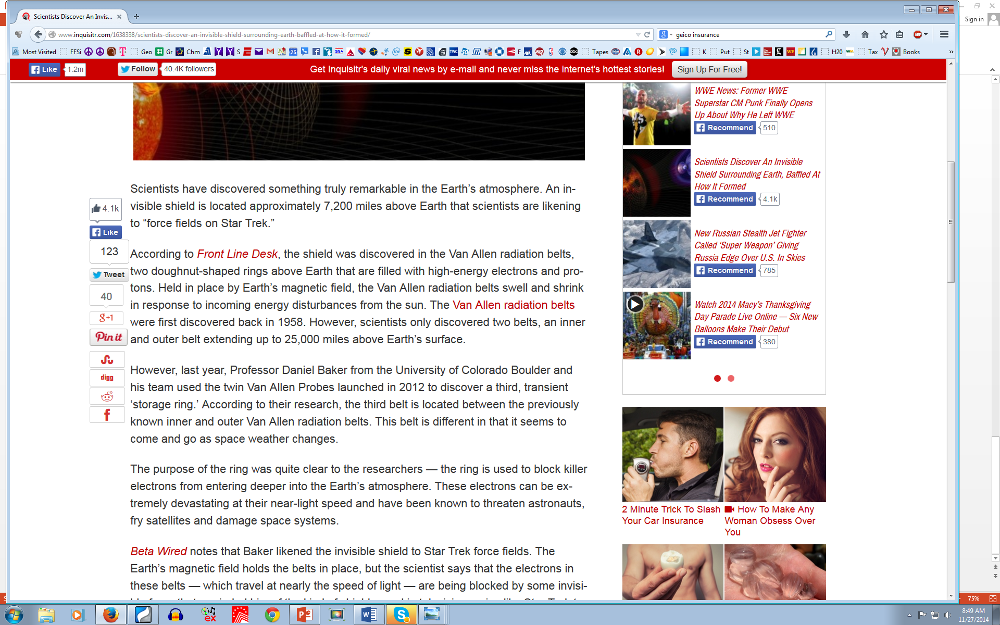 Scientists Discover An Invis...
Sign in
www.inquisitr.com/1638338/scientists-discover-an-invisible-shield-surrounding-earth-baffled-at-how-it-formed/
geico insurance
ABP
Most Visited
FFSi
Geo
Gr
Chm
S
25
SSA
TWC
F
AXA
360
abc
Tapes
K
Put
St
L
WF
H20
Tax
Books
Like
1.2m
Follow
40.4K followers
Get Inquisitr's daily viral news by e-mail and never miss the internet's hottest stories!
Sign Up For Free!
Scientists have discovered something truly remarkable in the Earth’s atmosphere. An in-
visible shield is located approximately 7,200 miles above Earth that scientists are likening
to “force fields on Star Trek.”
According to Front Line Desk, the shield was discovered in the Van Allen radiation belts,
two doughnut-shaped rings above Earth that are filled with high-energy electrons and pro-
tons. Held in place by Earth’s magnetic field, the Van Allen radiation belts swell and shrink
in response to incoming energy disturbances from the sun. The Van Allen radiation belts
were first discovered back in 1958. However, scientists only discovered two belts, an inner
and outer belt extending up to 25,000 miles above Earth’s surface.
However, last year, Professor Daniel Baker from the University of Colorado Boulder and
his team used the twin Van Allen Probes launched in 2012 to discover a third, transient
‘storage ring.’ According to their research, the third belt is located between the previously
known inner and outer Van Allen radiation belts. This belt is different in that it seems to
come and go as space weather changes.
The purpose of the ring was quite clear to the researchers — the ring is used to block killer
electrons from entering deeper into the Earth’s atmosphere. These electrons can be ex-
tremely devastating at their near-light speed and have been known to threaten astronauts,
fry satellites and damage space systems.
Beta Wired notes that Baker likened the invisible shield to Star Trek force fields. The
Earth’s magnetic field holds the belts in place, but the scientist says that the electrons in
these belts — which travel at nearly the speed of light — are being blocked by some invisi-
4.1k
Like
123
Tweet
40
g+1
Pin it
digg
WWE News: Former WWE
Superstar CM Punk Finally Opens
Up About Why He Left WWE
Recommend
510
Scientists Discover An Invisible
Shield Surrounding Earth, Baffled At
How It Formed
Recommend
4.1k
New Russian Stealth Jet Fighter
Called ‘Super Weapon’ Giving
Russia Edge Over U.S. In Skies
Recommend
785
Watch 2014 Macy’s Thanksgiving
Day Parade Live Online — Six New
Balloons Make Their Debut
Recommend
380
2 Minute Trick To Slash
Your Car Insurance
How To Make Any
Woman Obsess Over
You
75%
ex
8:49 AM
11/27/2014